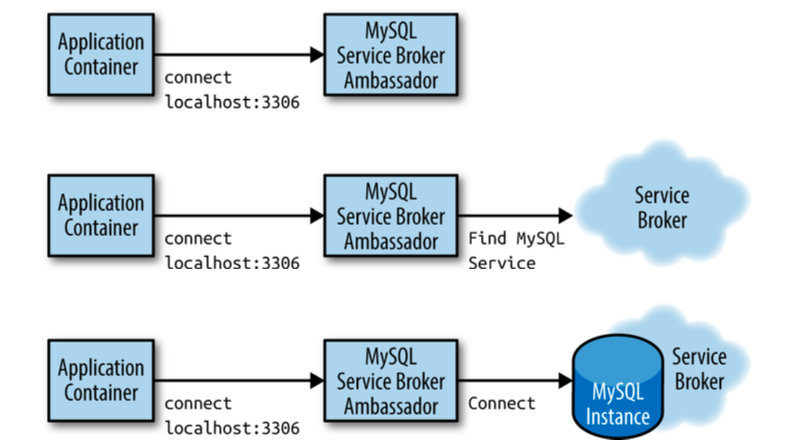 Application
Container
connect
localhost:3306
MySQL
Service Broker
Ambassador
Application
Container
connect
localhost:3306
MySQL
Service Broker
Ambassador
Find MySQL
Service
Service
Broker
Application
Container
connect
localhost:3306
MySQL
Service Broker
Ambassador
Connect
MySQL
Instance
Service
Broker